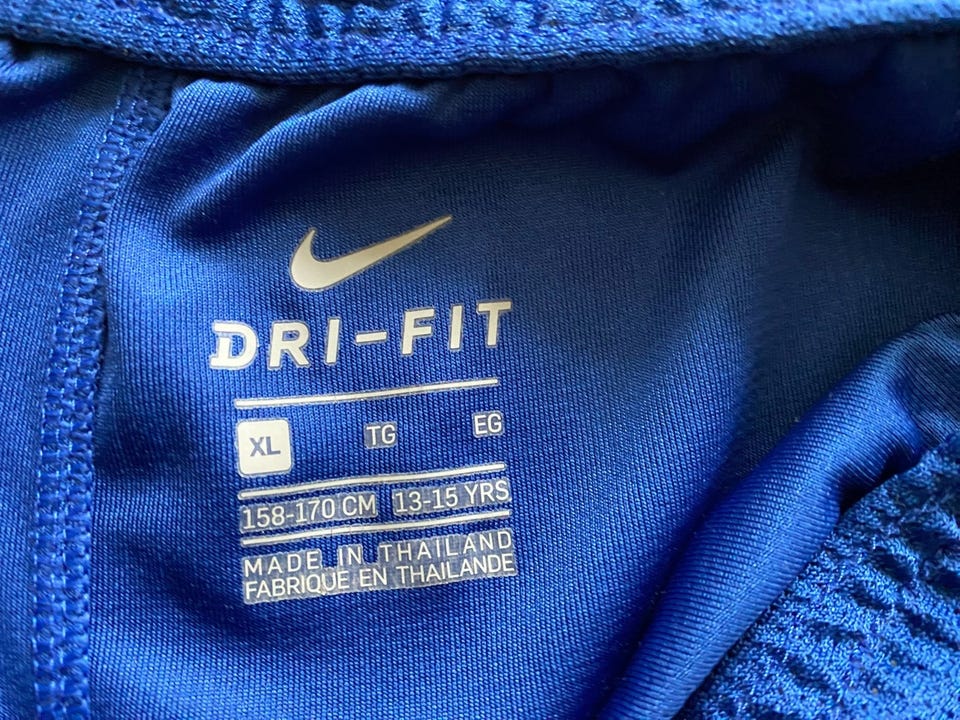 DRI-FIT
XL TG EG
158-170 CM 13-15 YRS
MADE IN THAILAND
FABRIQUE EN THAILANDE